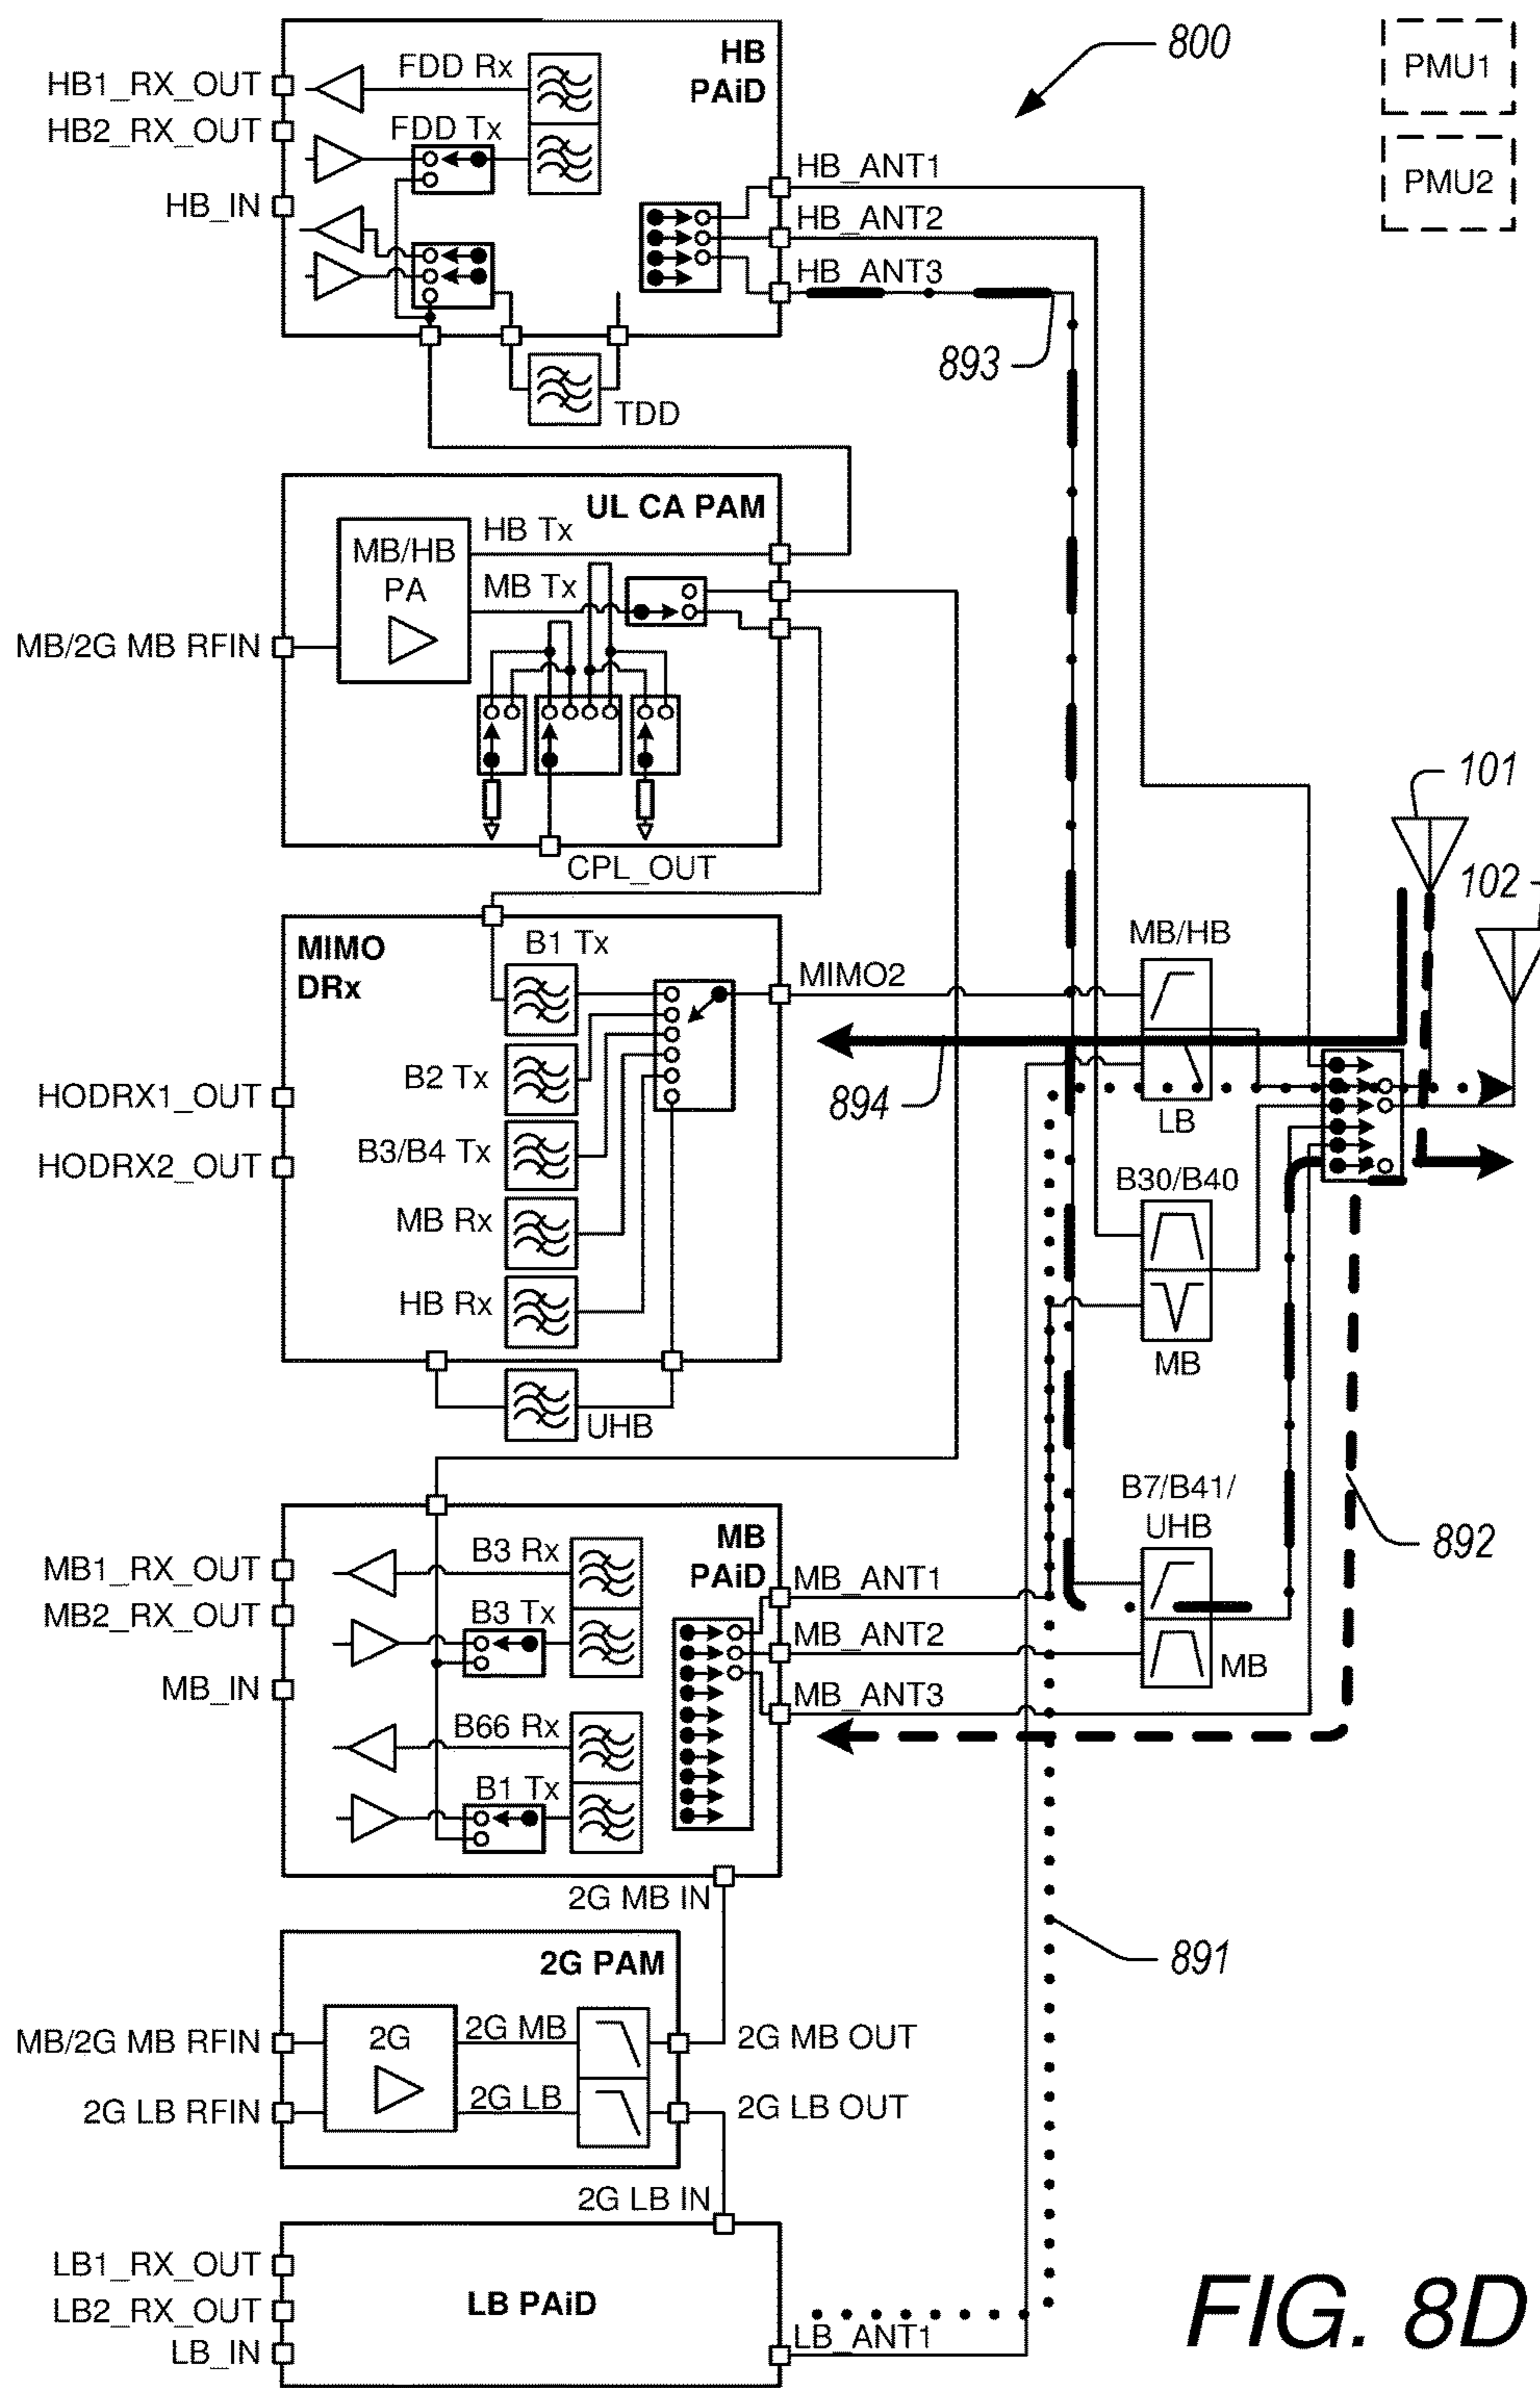 800
PMU1
PMU2
HB
PAiD
HB1_RX_OUT
HB2_RX_OUT
HB_IN
FDD Rx
FDD Tx
HB_ANT1
HB_ANT2
HB_ANT3
893
TDD
UL CA PAM
MB/HB
PA
HB Tx
MB Tx
MB/2G MB RFIN
CPL_OUT
101
102
MIMO
DRx
B1 Tx
B2 Tx
B3/B4 Tx
MB Rx
HB Rx
MIMO2
HODRX1_OUT
HODRX2_OUT
UHB
MB/HB
LB
894
B30/B40
MB
B7/B41/
UHB
MB
892
MB
PAiD
MB1_RX_OUT
MB2_RX_OUT
MB_IN
B3 Rx
B3 Tx
B66 Rx
B1 Tx
MB_ANT1
MB_ANT2
MB_ANT3
2G MB IN
891
2G PAM
2G
2G MB
2G LB
MB/2G MB RFIN
2G LB RFIN
2G MB OUT
2G LB OUT
2G LB IN
LB PAiD
LB1_RX_OUT
LB2_RX_OUT
LB_IN
LB_ANT1
FIG. 8D